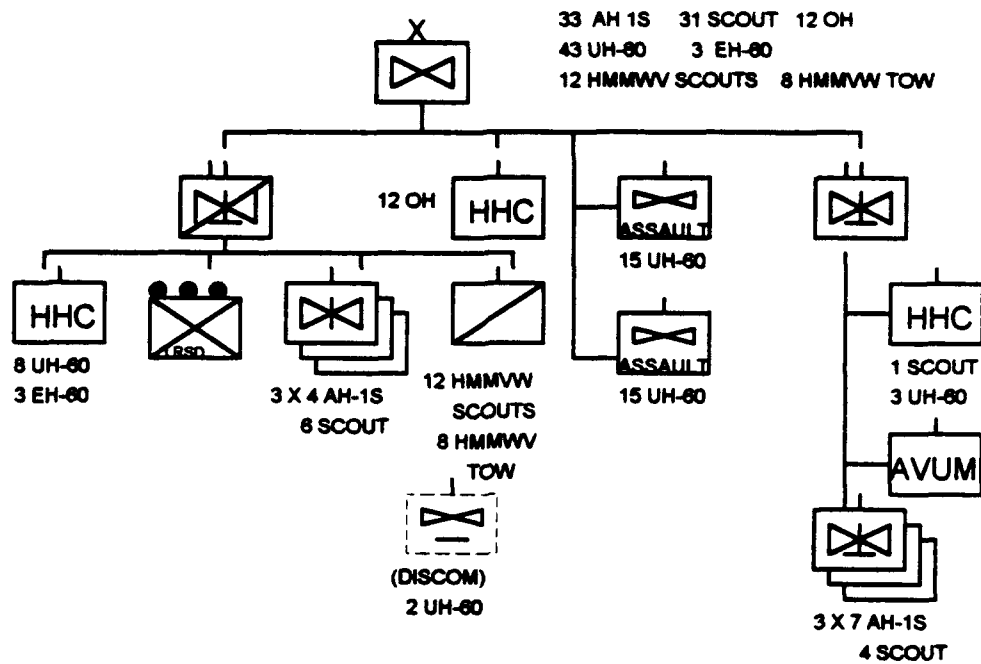 33 AH 1S 31 SCOUT 12 OH
43 UH-60 3 EH-60
12 HMMWV SCOUTS 8 HMMVW TOW
X
12 OH
HHC
ASSAULT
15 UH-60
HHC
8 UH-60
3 EH-60
LRSD
3 X 4 AH-1S
6 SCOUT
12 HMMVW
SCOUTS
8 HMMWV
TOW
ASSAULT
15 UH-60
HHC
1 SCOUT
3 UH-60
AVUM
(DISCOM)
2 UH-60
3 X 7 AH-1S
4 SCOUT